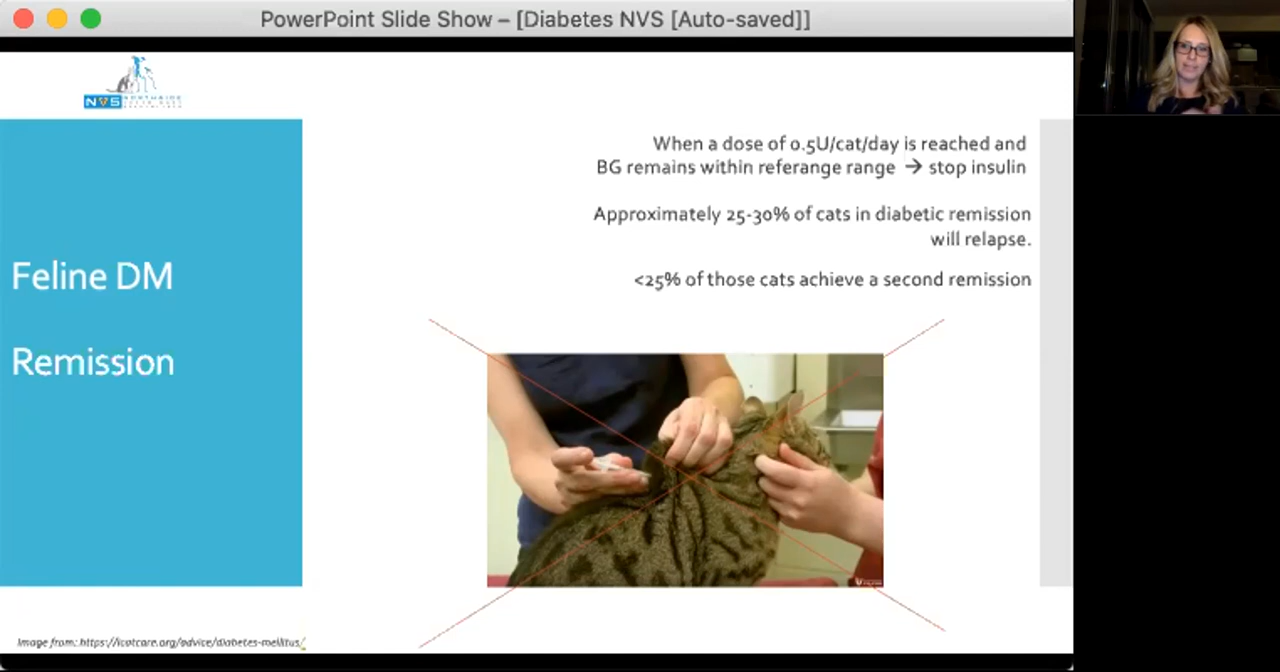 PowerPoint Slide Show – [Diabetes NVS [Auto-saved]]
NVS
When a dose of 0.5U/cat/day is reached and
BG remains within referange range → stop insulin
Approximately 25-30% of cats in diabetic remission
will relapse.
<25% of those cats achieve a second remission
Feline DM
Remission
Image from: https://icatcare.org/advice/diabetes-mellitus/